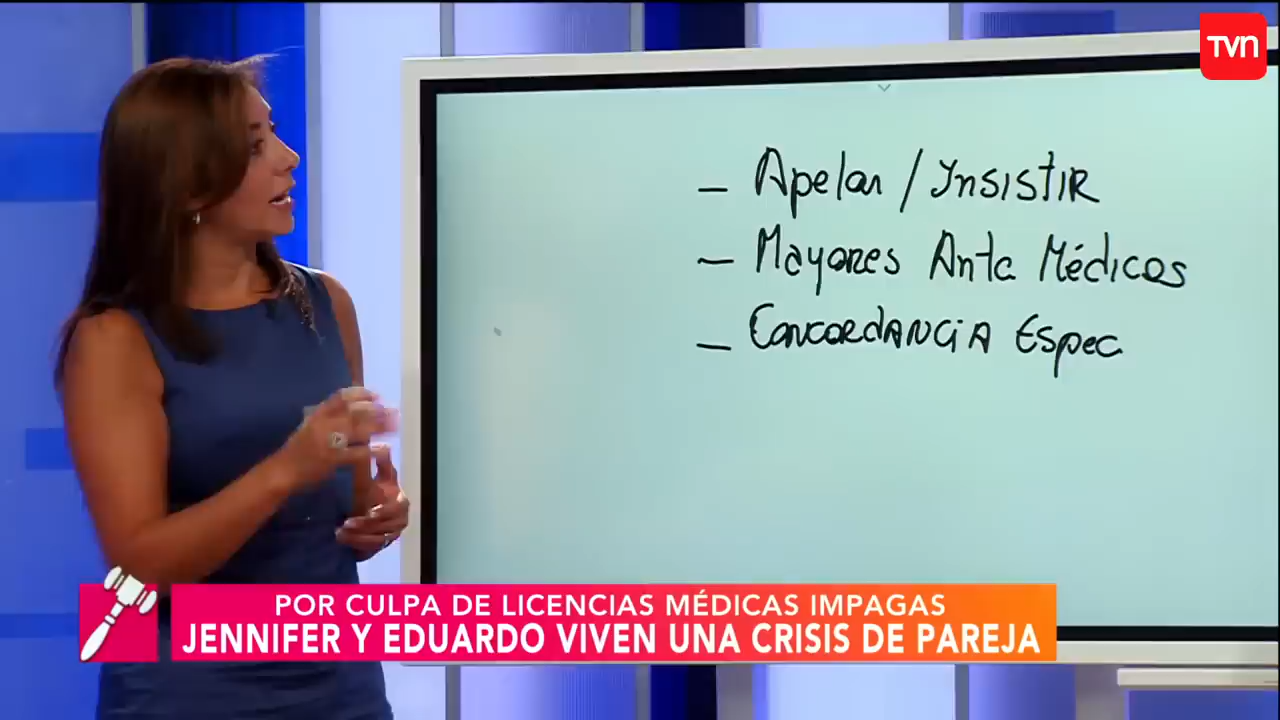 TVN
– Apelar / INSISTIR
– Mayores Ante Médicos
– Concordancia Espec
POR CULPA DE LICENCIAS MÉDICAS IMPAGAS
JENNIFER Y EDUARDO VIVEN UNA CRISIS DE PAREJA